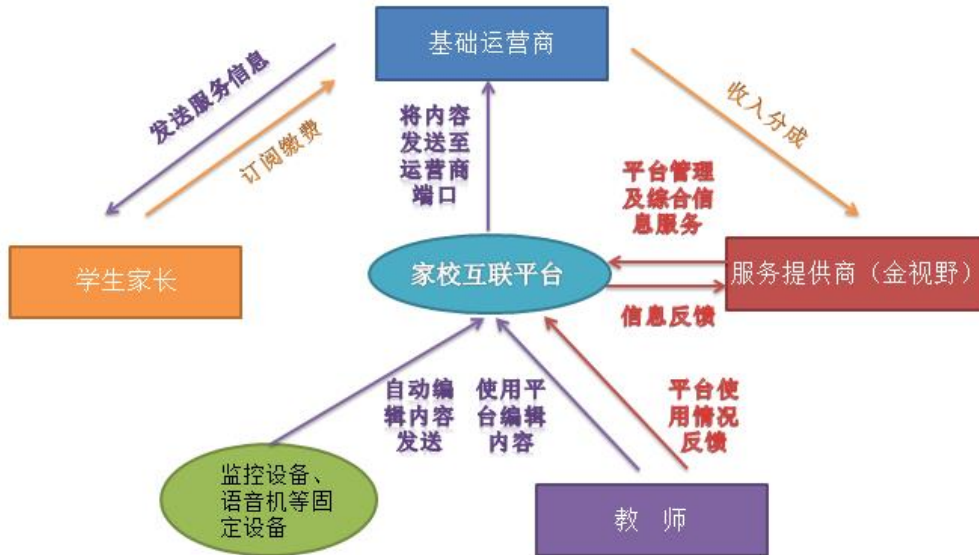 基础运营商
发送服务信息
订阅缴费
将内容
发送至
运营商
端口
收入分成
平台管理
及综合信
息服务
学生家长
家校互联平台
服务提供商（金视野）
信息反馈
自动编
辑内容
发送
使用平
台编辑
内容
平台使
用情况
反馈
监控设备、
语音机等固
定设备
教 师